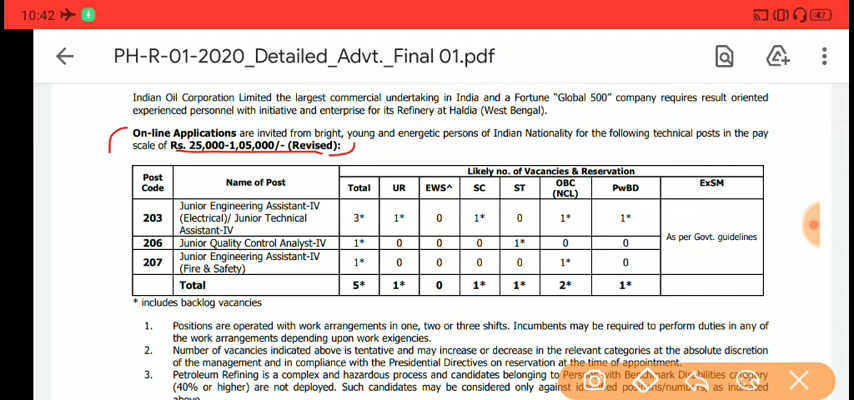 10:42 42
PH-R-01-2020_Detailed_Advt._Final 01.pdf
Indian Oil Corporation Limited the largest commercial undertaking in India and a Fortune "Global 500" company requires result oriented
experienced personnel with initiative and enterprise for its Refinery at Haldia (West Bengal).
On-line Applications are invited from bright, young and energetic persons of Indian Nationality for the following technical posts in the pay
scale of Rs. 25,000-1,05,000/- (Revised):
Post Code Name of Post Likely no. of Vacancies & Reservation
Total UR EWS^ SC ST OBC (NCL) PwBD ExSM
203 Junior Engineering Assistant-IV (Electrical)/ Junior Technical Assistant-IV 3* 1* 0 1* 0 1* 1* As per Govt. guidelines
206 Junior Quality Control Analyst-IV 1* 0 0 0 1* 0 0
207 Junior Engineering Assistant-IV (Fire & Safety) 1* 0 0 0 0 1* 0
Total 5* 1* 0 1* 1* 2* 1*
* includes backlog vacancies
1. Positions are operated with work arrangements in one, two or three shifts. Incumbents may be required to perform duties in any of
the work arrangements depending upon work exigencies.
2. Number of vacancies indicated above is tentative and may increase or decrease in the relevant categories at the absolute discretion
of the management and in compliance with the Presidential Directives on reservation at the time of appointment.
3. Petroleum Refining is a complex and hazardous process and candidates belonging to Persons with Benchmark Disabilities category
(40% or higher) are not deployed. Such candidates may be considered only against identified positions/numbers, as indicated
above.